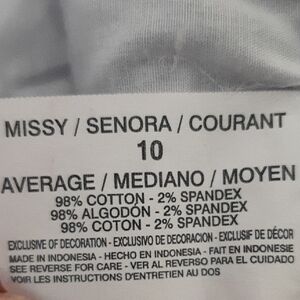 MISSY / SENORA / COURANT
10
AVERAGE / MEDIANO / MOYEN
98% COTTON - 2% SPANDEX
98% ALGODÓN - 2% SPANDEX
98% COTON - 2% SPANDEX
EXCLUSIVE OF DECORATION - EXCLUSIVO DE DECORACION - EXCLUSIF DE DÉCOR
MADE IN INDONESIA - HECHO EN INDONESIA - FAIT EN INDONESIE
SEE REVERSE FOR CARE - VER AL REVERSO PARA EL CUIDADO
VOIR LES INSTRUCTIONS D'ENTRETIEN AU DOS